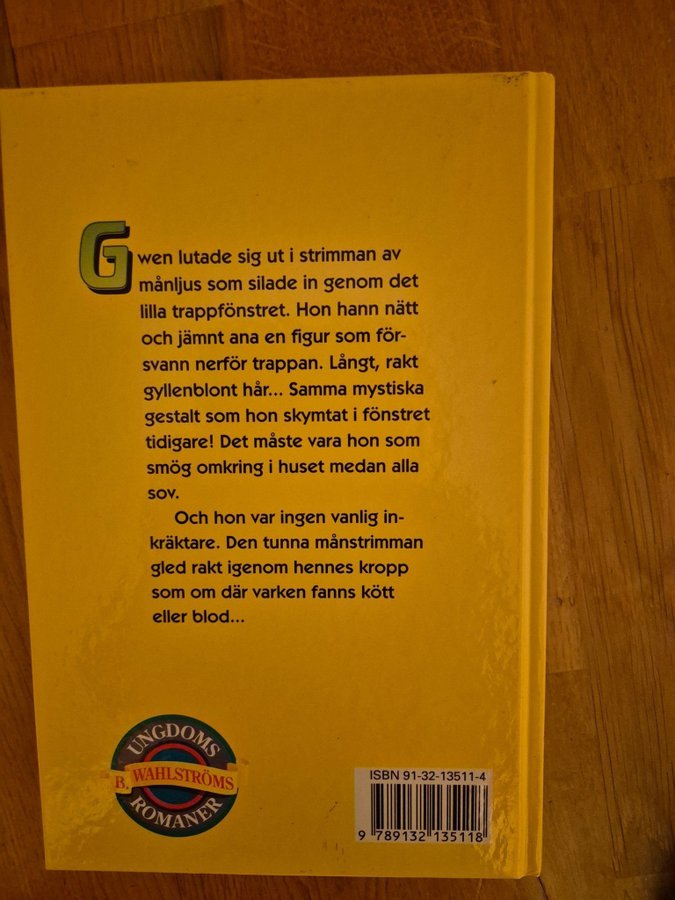 Gwen lutade sig ut i strimman av
månljus som silade in genom det
lilla trappfönstret. Hon hann nätt
och jämnt ana en figur som för-
svann nerför trappan. Långt, rakt
gyllenblont hår... Samma mystiska
gestalt som hon skymtat i fönstret
tidigare! Det måste vara hon som
smög omkring i huset medan alla
sov.
Och hon var ingen vanlig in-
kräktare. Den tunna månstrimman
gled rakt igenom hennes kropp
som om där varken fanns kött
eller blod...
UNGDOMS
B. WAHLSTRÖMS
ROMANER
ISBN 91-32-13511-4
9 789132 135118